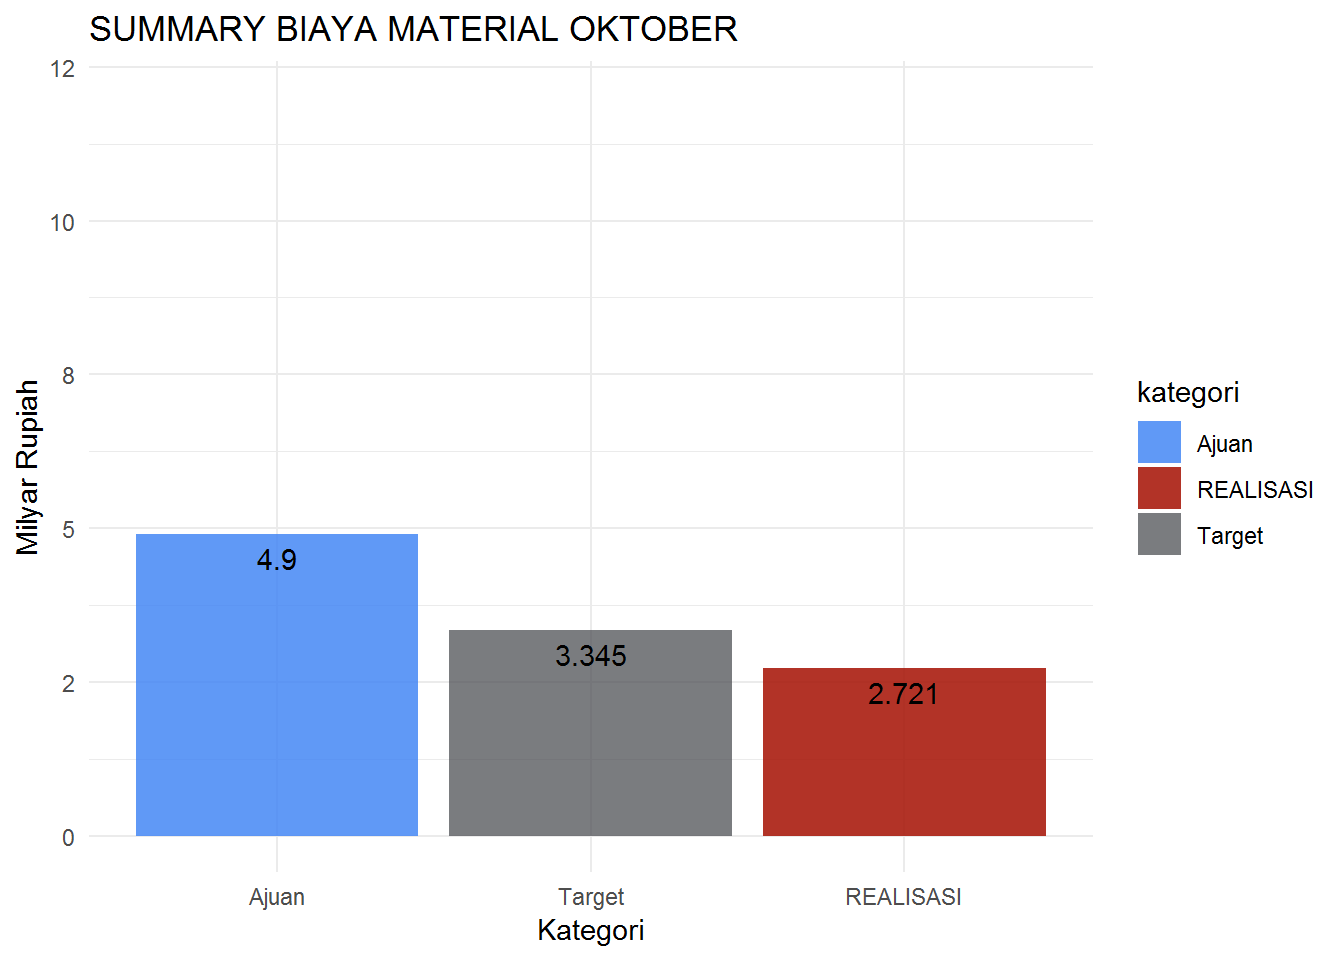 SUMMARY BIAYA MATERIAL OKTOBER
12
10
8
5
2
0
Milyar Rupiah
4.9
3.345
2.721
Ajuan
Target
REALISASI
Kategori
kategori
Ajuan
REALISASI
Target